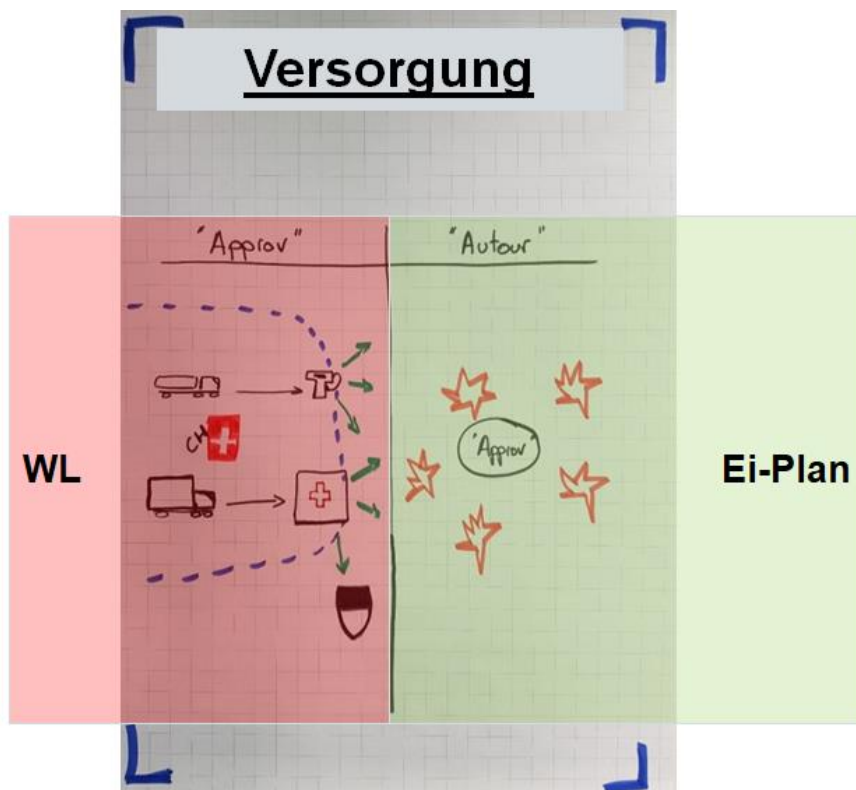 Versorgung
"Approv"
"Autour"
CH
"Approv"
WL
Ei-Plan